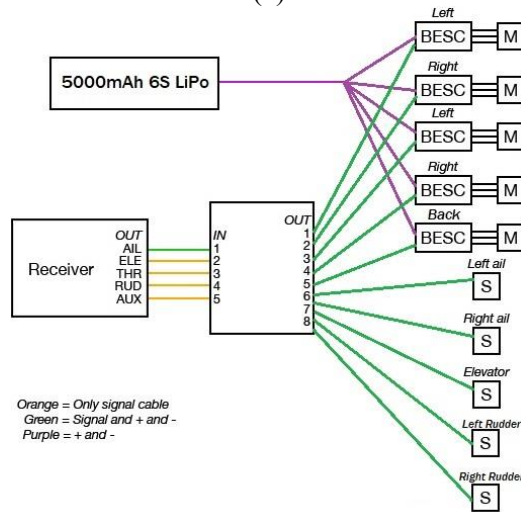 Left
BESC M
5000mAh 6S LiPo
Right
BESC M
Left
BESC M
Right
BESC M
Back
BESC M
Receiver
OUT
AIL
ELE
THR
RUD
AUX
IN
1
2
3
4
5
OUT
1
2
3
4
5
6
7
8
Left ail
S
Right ail
S
Elevator
S
Left Rudder
S
Right Rudder
S
Orange = Only signal cable
Green = Signal and + and -
Purple = + and -